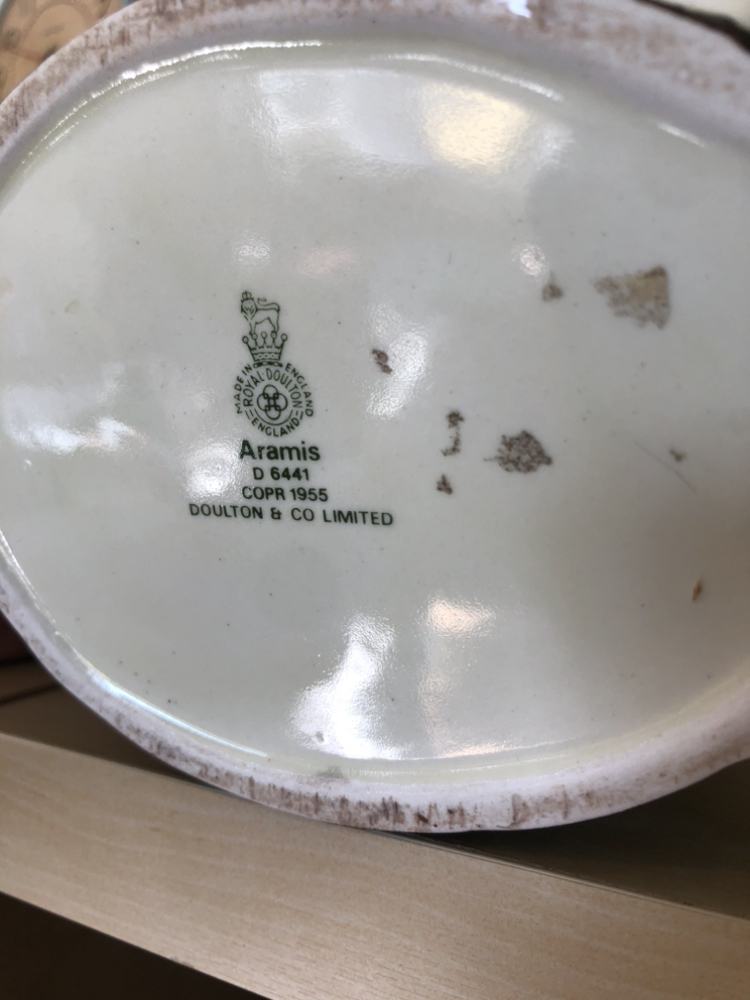 MADE IN ENGLAND
ROYAL·DOULTON
ENGLAND
Aramis
D 6441
COPR 1955
DOULTON & CO LIMITED